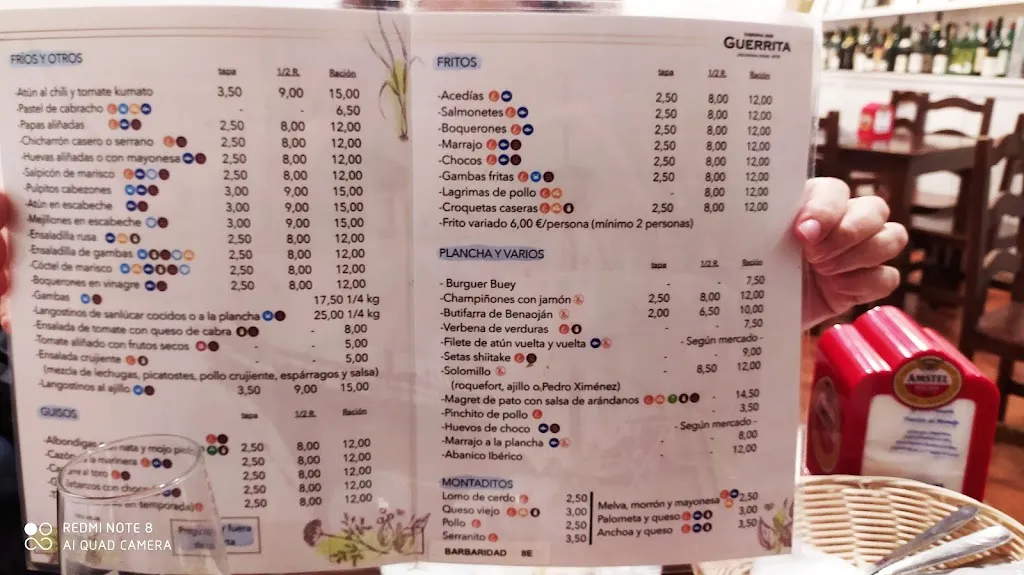 GUERRITA
FRÍOS Y OTROS
tapa 1/2 R. Ración
-Atún al chili y tomate kumato 3,50 9,00 15,00
-Pastel de cabracho - - 6,50
-Papas aliñadas 2,50 8,00 12,00
-Chicharrón casero o serrano 2,50 8,00 12,00
-Huevas aliñadas o con mayonesa 2,50 8,00 12,00
-Salpicón de marisco 2,50 8,00 12,00
-Pulpitos cabezones 3,00 9,00 15,00
-Atún en escabeche 3,00 9,00 15,00
-Mejillones en escabeche 3,00 9,00 15,00
-Ensaladilla rusa 2,50 8,00 12,00
-Ensaladilla de gambas 2,50 8,00 12,00
-Cóctel de marisco 2,50 8,00 12,00
-Boquerones en vinagre 2,50 8,00 12,00
-Gambas 17,50 1/4 kg
-Langostinos de sanlúcar cocidos o a la plancha 25,00 1/4 kg
-Ensalada de tomate con queso de cabra - - 8,00
-Tomate aliñado con frutos secos - - 5,00
-Ensalada crujiente - - 5,00
(mezcla de lechugas, picatostes, pollo crujiente, espárragos y salsa)
-Langostinos al ajillo 3,50 9,00 15,00
GUISOS
tapa 1/2 R. Ración
-Albondigas nata y mojo 2,50 8,00 12,00
marinera 2,50 8,00 12,00
al toro 2,50 8,00 12,00
con 2,50 8,00 12,00
en temporada) 2,50 8,00 12,00
fuera
FRITOS
tapa 1/2 R. Ración
-Acedías 2,50 8,00 12,00
-Salmonetes 2,50 8,00 12,00
-Boquerones 2,50 8,00 12,00
-Marrajo 2,50 8,00 12,00
-Chocos 2,50 8,00 12,00
-Gambas fritas 2,50 8,00 12,00
-Lagrimas de pollo - 8,00 12,00
-Croquetas caseras 2,50 8,00 12,00
-Frito variado 6,00 €/persona (mínimo 2 personas)
PLANCHA Y VARIOS
tapa 1/2 R. Ración
- Burguer Buey - - 7,50
-Champiñones con jamón 2,50 8,00 12,00
-Butifarra de Benaoján 2,00 6,50 10,00
-Verbena de verduras - - 7,50
-Filete de atún vuelta y vuelta - Según mercado -
-Setas shiitake - - 9,00
-Solomillo - 8,50 12,00
(roquefort, ajillo o Pedro Ximénez)
-Magret de pato con salsa de arándanos - - 14,50
-Pinchito de pollo - - 3,50
-Huevos de choco - Según mercado -
-Marrajo a la plancha - - 8,00
-Abanico Ibérico - - 12,00
MONTADITOS
Lomo de cerdo 2,50
Queso viejo 3,00
Pollo 2,50
Serranito 3,50
Melva, morrón y mayonesa 2,50
Palometa y queso 3,00
Anchoa y queso 3,50
BARBARIDAD 8E
AMSTEL
REDMI NOTE 8
AI QUAD CAMERA